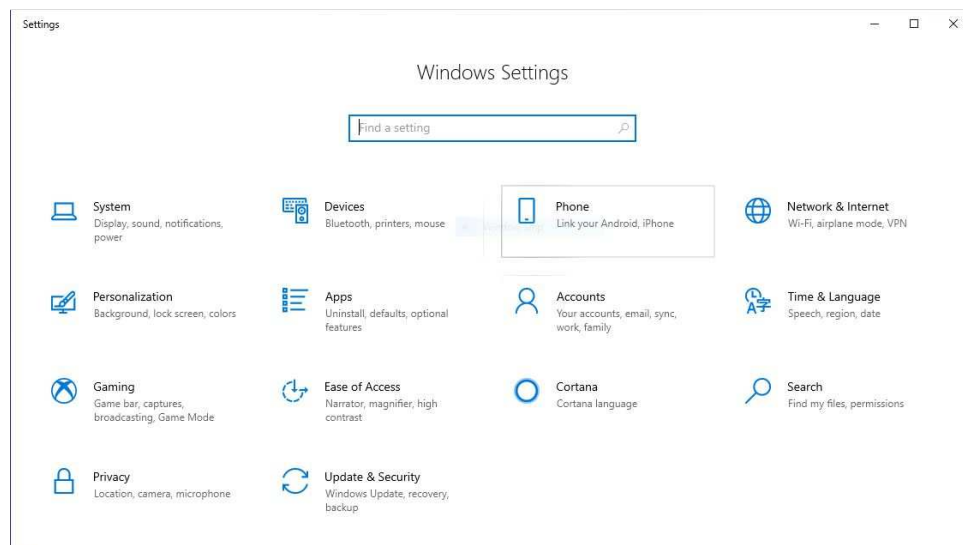 Settings
Windows Settings
Find a setting
System
Display, sound, notifications,
power
Devices
Bluetooth, printers, mouse
Phone
Link your Android, iPhone
Network & Internet
Wi-Fi, airplane mode, VPN
Personalization
Background, lock screen, colors
Apps
Uninstall, defaults, optional
features
Accounts
Your accounts, email, sync,
work, family
Time & Language
Speech, region, date
Gaming
Game bar, captures,
broadcasting, Game Mode
Ease of Access
Narrator, magnifier, high
contrast
Cortana
Cortana language
Search
Find my files, permissions
Privacy
Location, camera, microphone
Update & Security
Windows Update, recovery,
backup